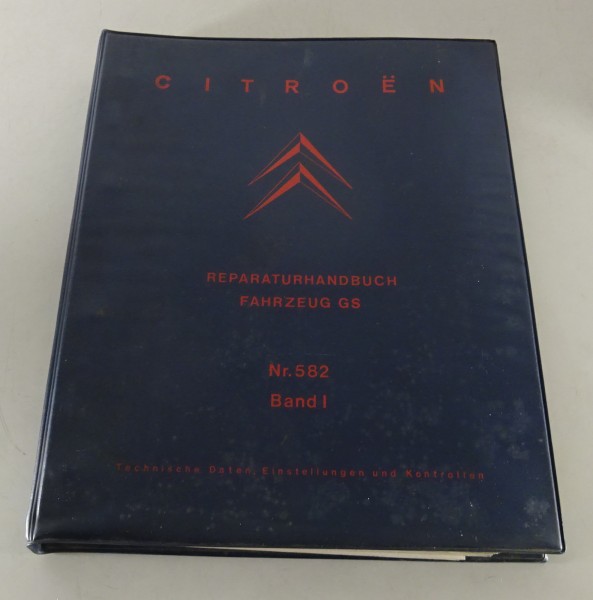 CITROËN
REPARATURHANDBUCH
FAHRZEUG GS
Nr. 582
Band I
Technische Daten, Einstellungen und Kontrollen